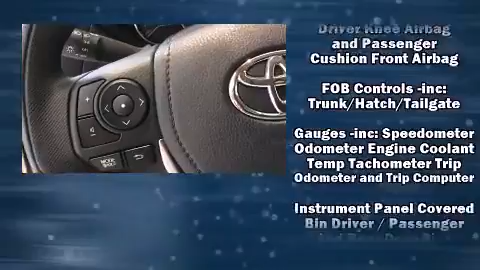 Driver Knee Airbag
and Passenger
Cushion Front Airbag
FOB Controls -inc:
Trunk/Hatch/Tailgate
Gauges -inc: Speedometer
Odometer Engine Coolant
Temp Tachometer Trip
Odometer and Trip Computer
Instrument Panel Covered
Bin Driver / Passenger
MODE